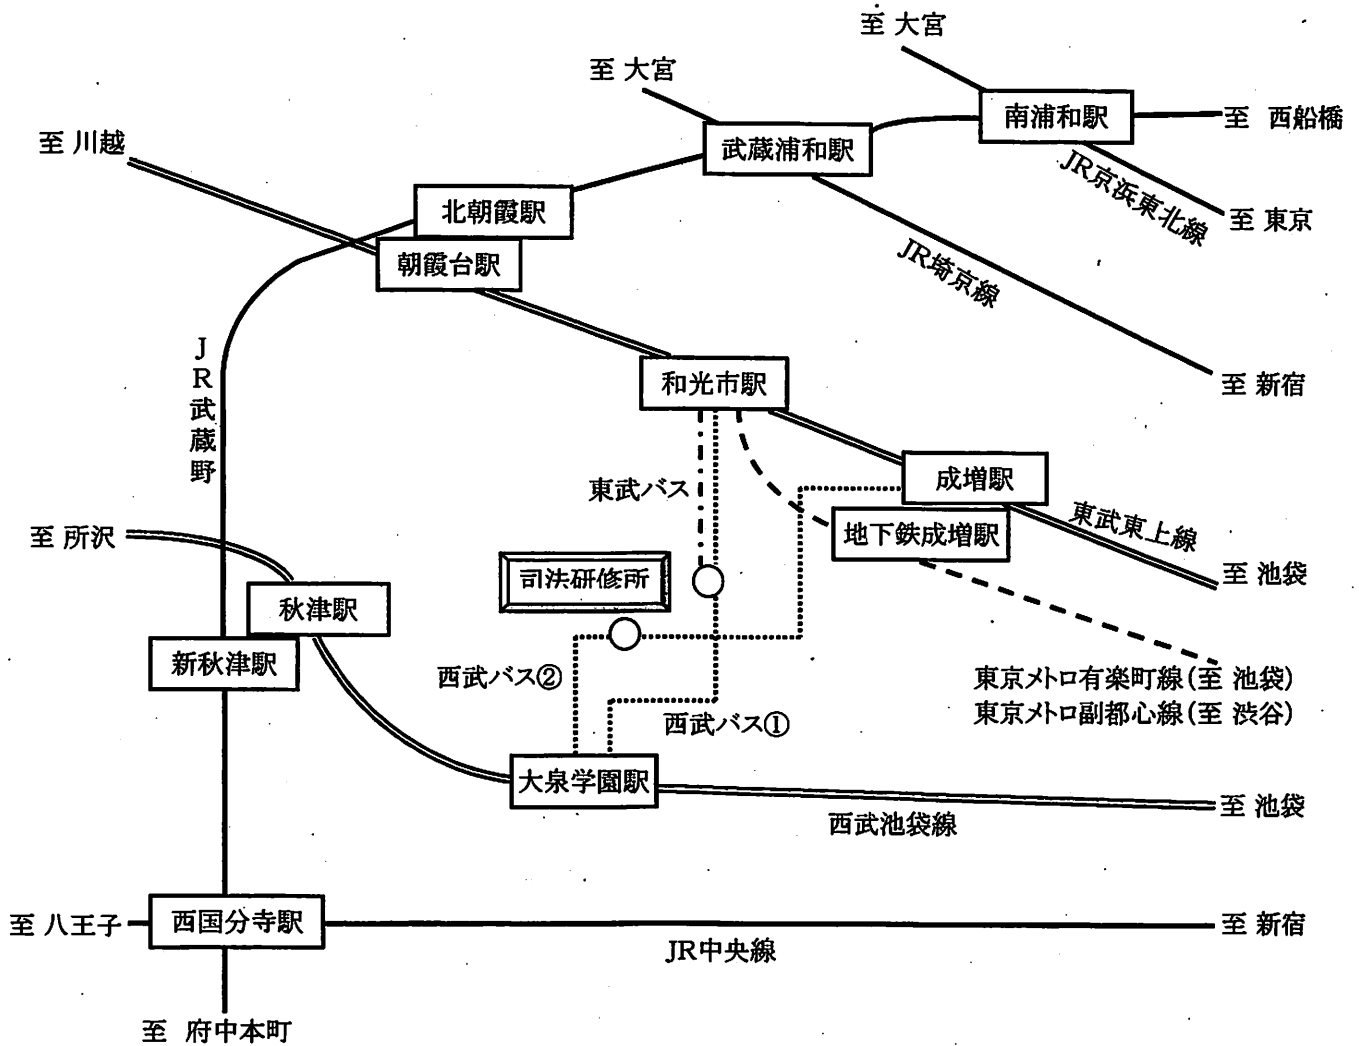 至 大宮
至 大宮
南浦和駅
至 西船橋
至 川越
武蔵浦和駅
JR京浜東北線
北朝霞駅
至 東京
朝霞台駅
JR埼京線
JR武蔵野
和光市駅
至 新宿
東武バス
成増駅
東武東上線
至 所沢
地下鉄成増駅
司法研修所
至 池袋
秋津駅
新秋津駅
西武バス②
東京メトロ有楽町線(至 池袋)
東京メトロ副都心線(至 渋谷)
西武バス①
大泉学園駅
至 池袋
西武池袋線
至 八王子
西国分寺駅
至 新宿
JR中央線
至 府中本町